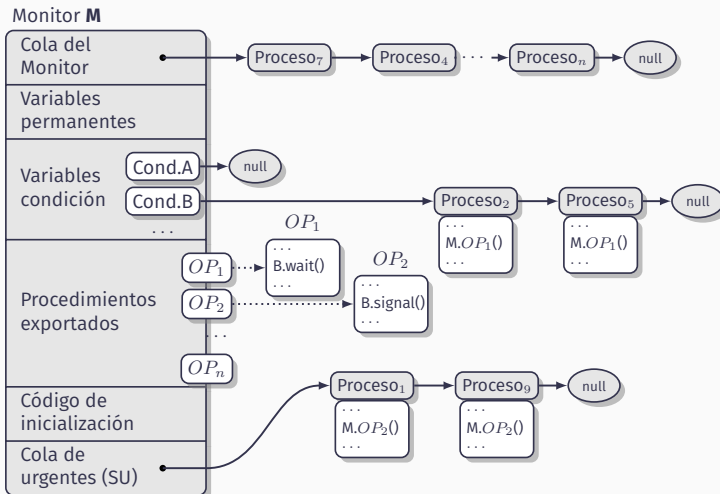 Monitor M
Cola del
Monitor
Proceso₇
Proceso₄
...
Procesoₙ
null
Variables
permanentes
Variables
condición
Cond.A
null
Cond.B
...
Proceso₂
...
M.OP₁()
...
Proceso₅
...
M.OP₁()
...
null
Procedimientos
exportados
OP₁
OP₂
...
OPₙ
OP₁
...
B.wait()
...
OP₂
...
B.signal()
...
Código de
inicialización
Cola de
urgentes (SU)
Proceso₁
...
M.OP₂()
...
Proceso₉
...
M.OP₂()
...
null